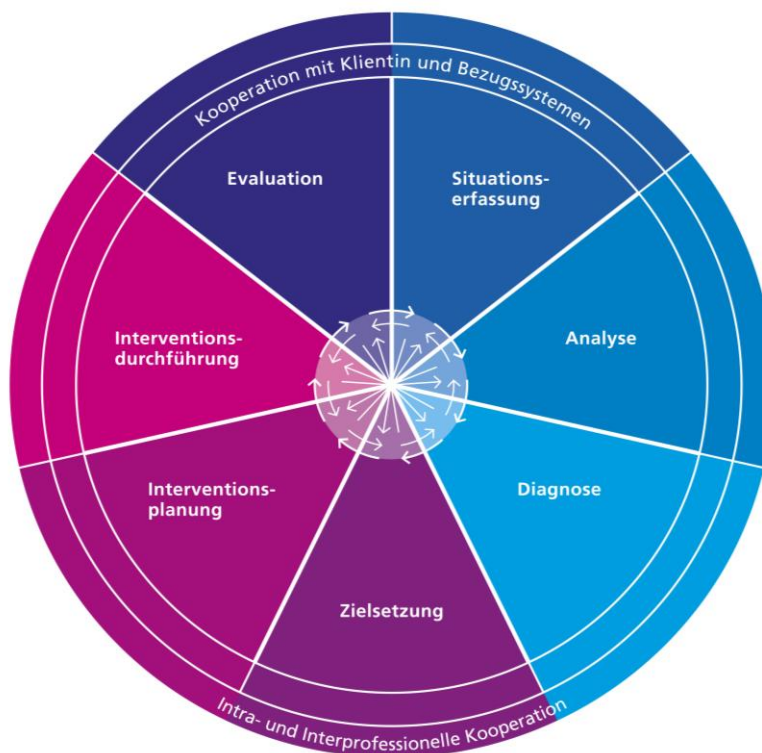 Kooperation mit Klientin und Bezugssystemen
Evaluation
Situations-
erfassung
Interventions-
durchführung
Analyse
Interventions-
planung
Diagnose
Zielsetzung
Intra- und Interprofessionelle Kooperation